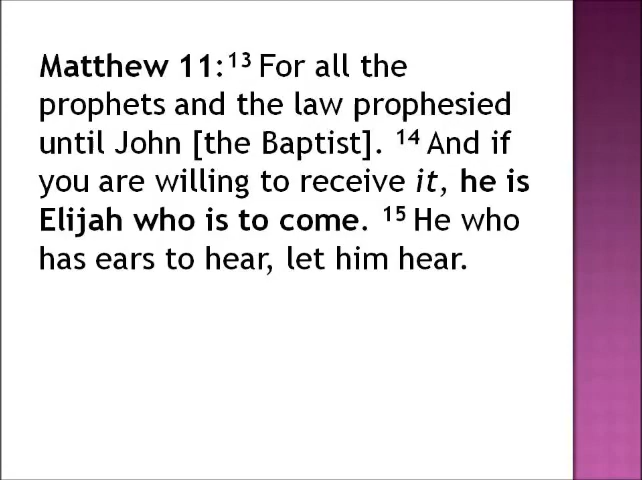 Matthew 11:¹³ For all the
prophets and the law prophesied
until John [the Baptist]. ¹⁴ And if
you are willing to receive it, he is
Elijah who is to come. ¹⁵ He who
has ears to hear, let him hear.